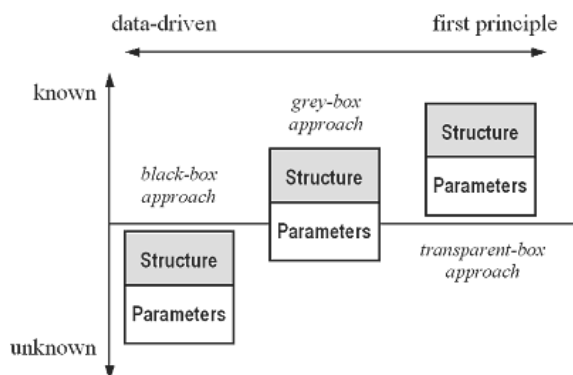 data-driven
first principle
known
grey-box
approach
Structure
Parameters
black-box
approach
Structure
Parameters
Structure
Parameters
transparent-box
approach
unknown